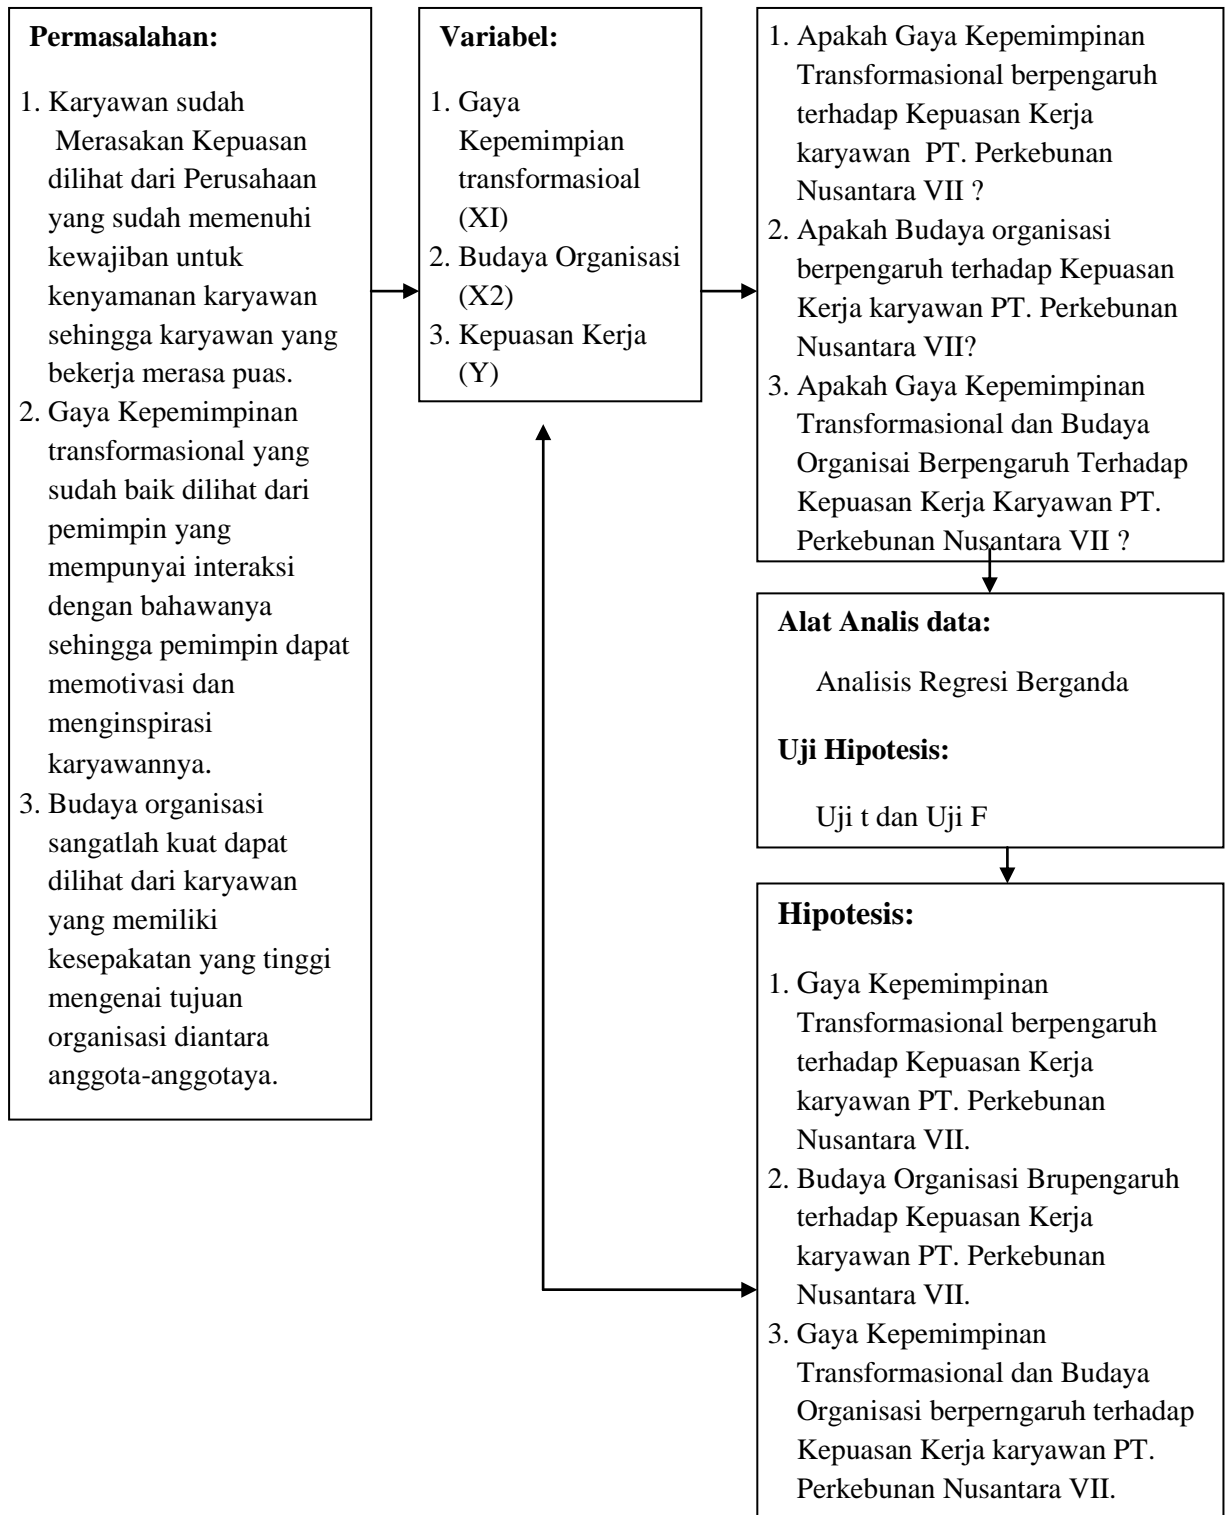 Permasalahan:
1. Karyawan sudah
Merasakan Kepuasan
dilihat dari Perusahaan
yang sudah memenuhi
kewajiban untuk
kenyamanan karyawan
sehingga karyawan yang
bekerja merasa puas.
2. Gaya Kepemimpinan
transformasional yang
sudah baik dilihat dari
pemimpin yang
mempunyai interaksi
dengan bahawanya
sehingga pemimpin dapat
memotivasi dan
menginspirasi
karyawannya.
3. Budaya organisasi
sangatlah kuat dapat
dilihat dari karyawan
yang memiliki
kesepakatan yang tinggi
mengenai tujuan
organisasi diantara
anggota-anggotaya.
Variabel:
1. Gaya
Kepemimpian
transformasioal
(XI)
2. Budaya Organisasi
(X2)
3. Kepuasan Kerja
(Y)
1. Apakah Gaya Kepemimpinan
Transformasional berpengaruh
terhadap Kepuasan Kerja
karyawan PT. Perkebunan
Nusantara VII ?
2. Apakah Budaya organisasi
berpengaruh terhadap Kepuasan
Kerja karyawan PT. Perkebunan
Nusantara VII?
3. Apakah Gaya Kepemimpinan
Transformasional dan Budaya
Organisai Berpengaruh Terhadap
Kepuasan Kerja Karyawan PT.
Perkebunan Nusantara VII ?
Alat Analis data:
Analisis Regresi Berganda
Uji Hipotesis:
Uji t dan Uji F
Hipotesis:
1. Gaya Kepemimpinan
Transformasional berpengaruh
terhadap Kepuasan Kerja
karyawan PT. Perkebunan
Nusantara VII.
2. Budaya Organisasi Brupengaruh
terhadap Kepuasan Kerja
karyawan PT. Perkebunan
Nusantara VII.
3. Gaya Kepemimpinan
Transformasional dan Budaya
Organisasi berperngaruh terhadap
Kepuasan Kerja karyawan PT.
Perkebunan Nusantara VII.